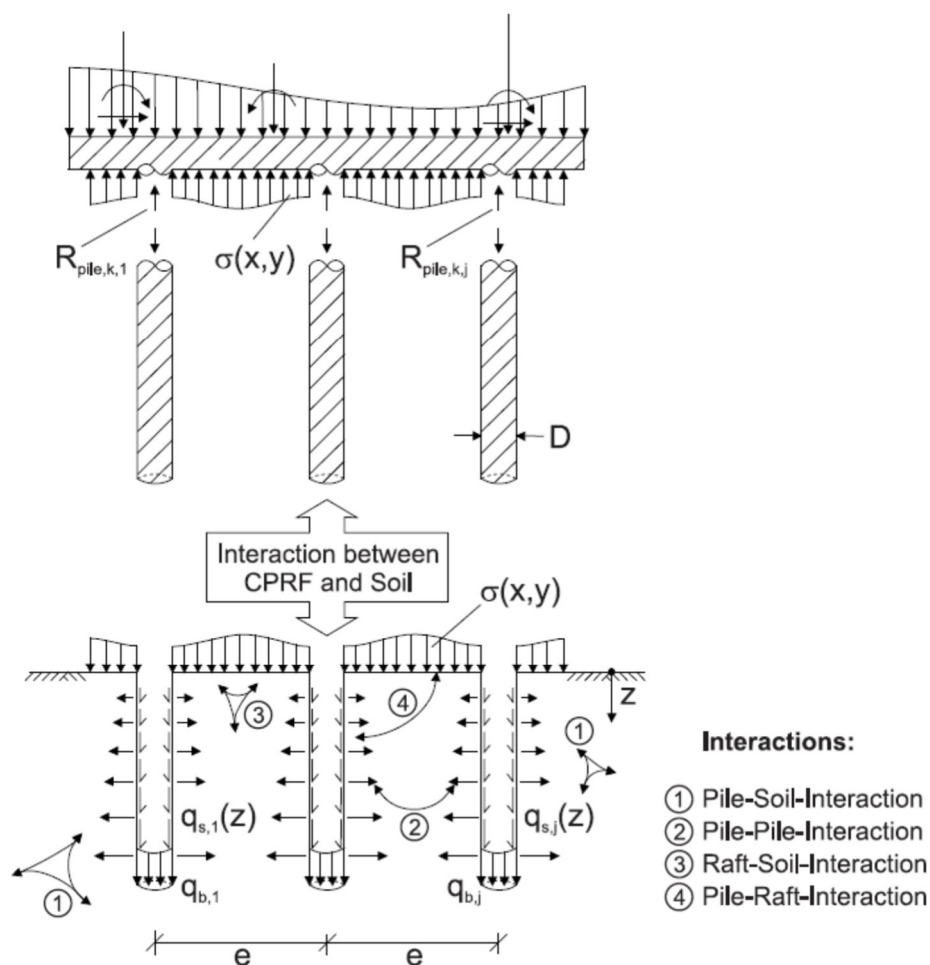 R_pile,k,1
σ(x,y)
R_pile,k,j
D
Interaction between
CPRF and Soil
σ(x,y)
z
③
④
①
Interactions:
① Pile-Soil-Interaction
q_s,1(z)
②
q_s,j(z)
② Pile-Pile-Interaction
③ Raft-Soil-Interaction
①
q_b,1
q_b,j
④ Pile-Raft-Interaction
e
e